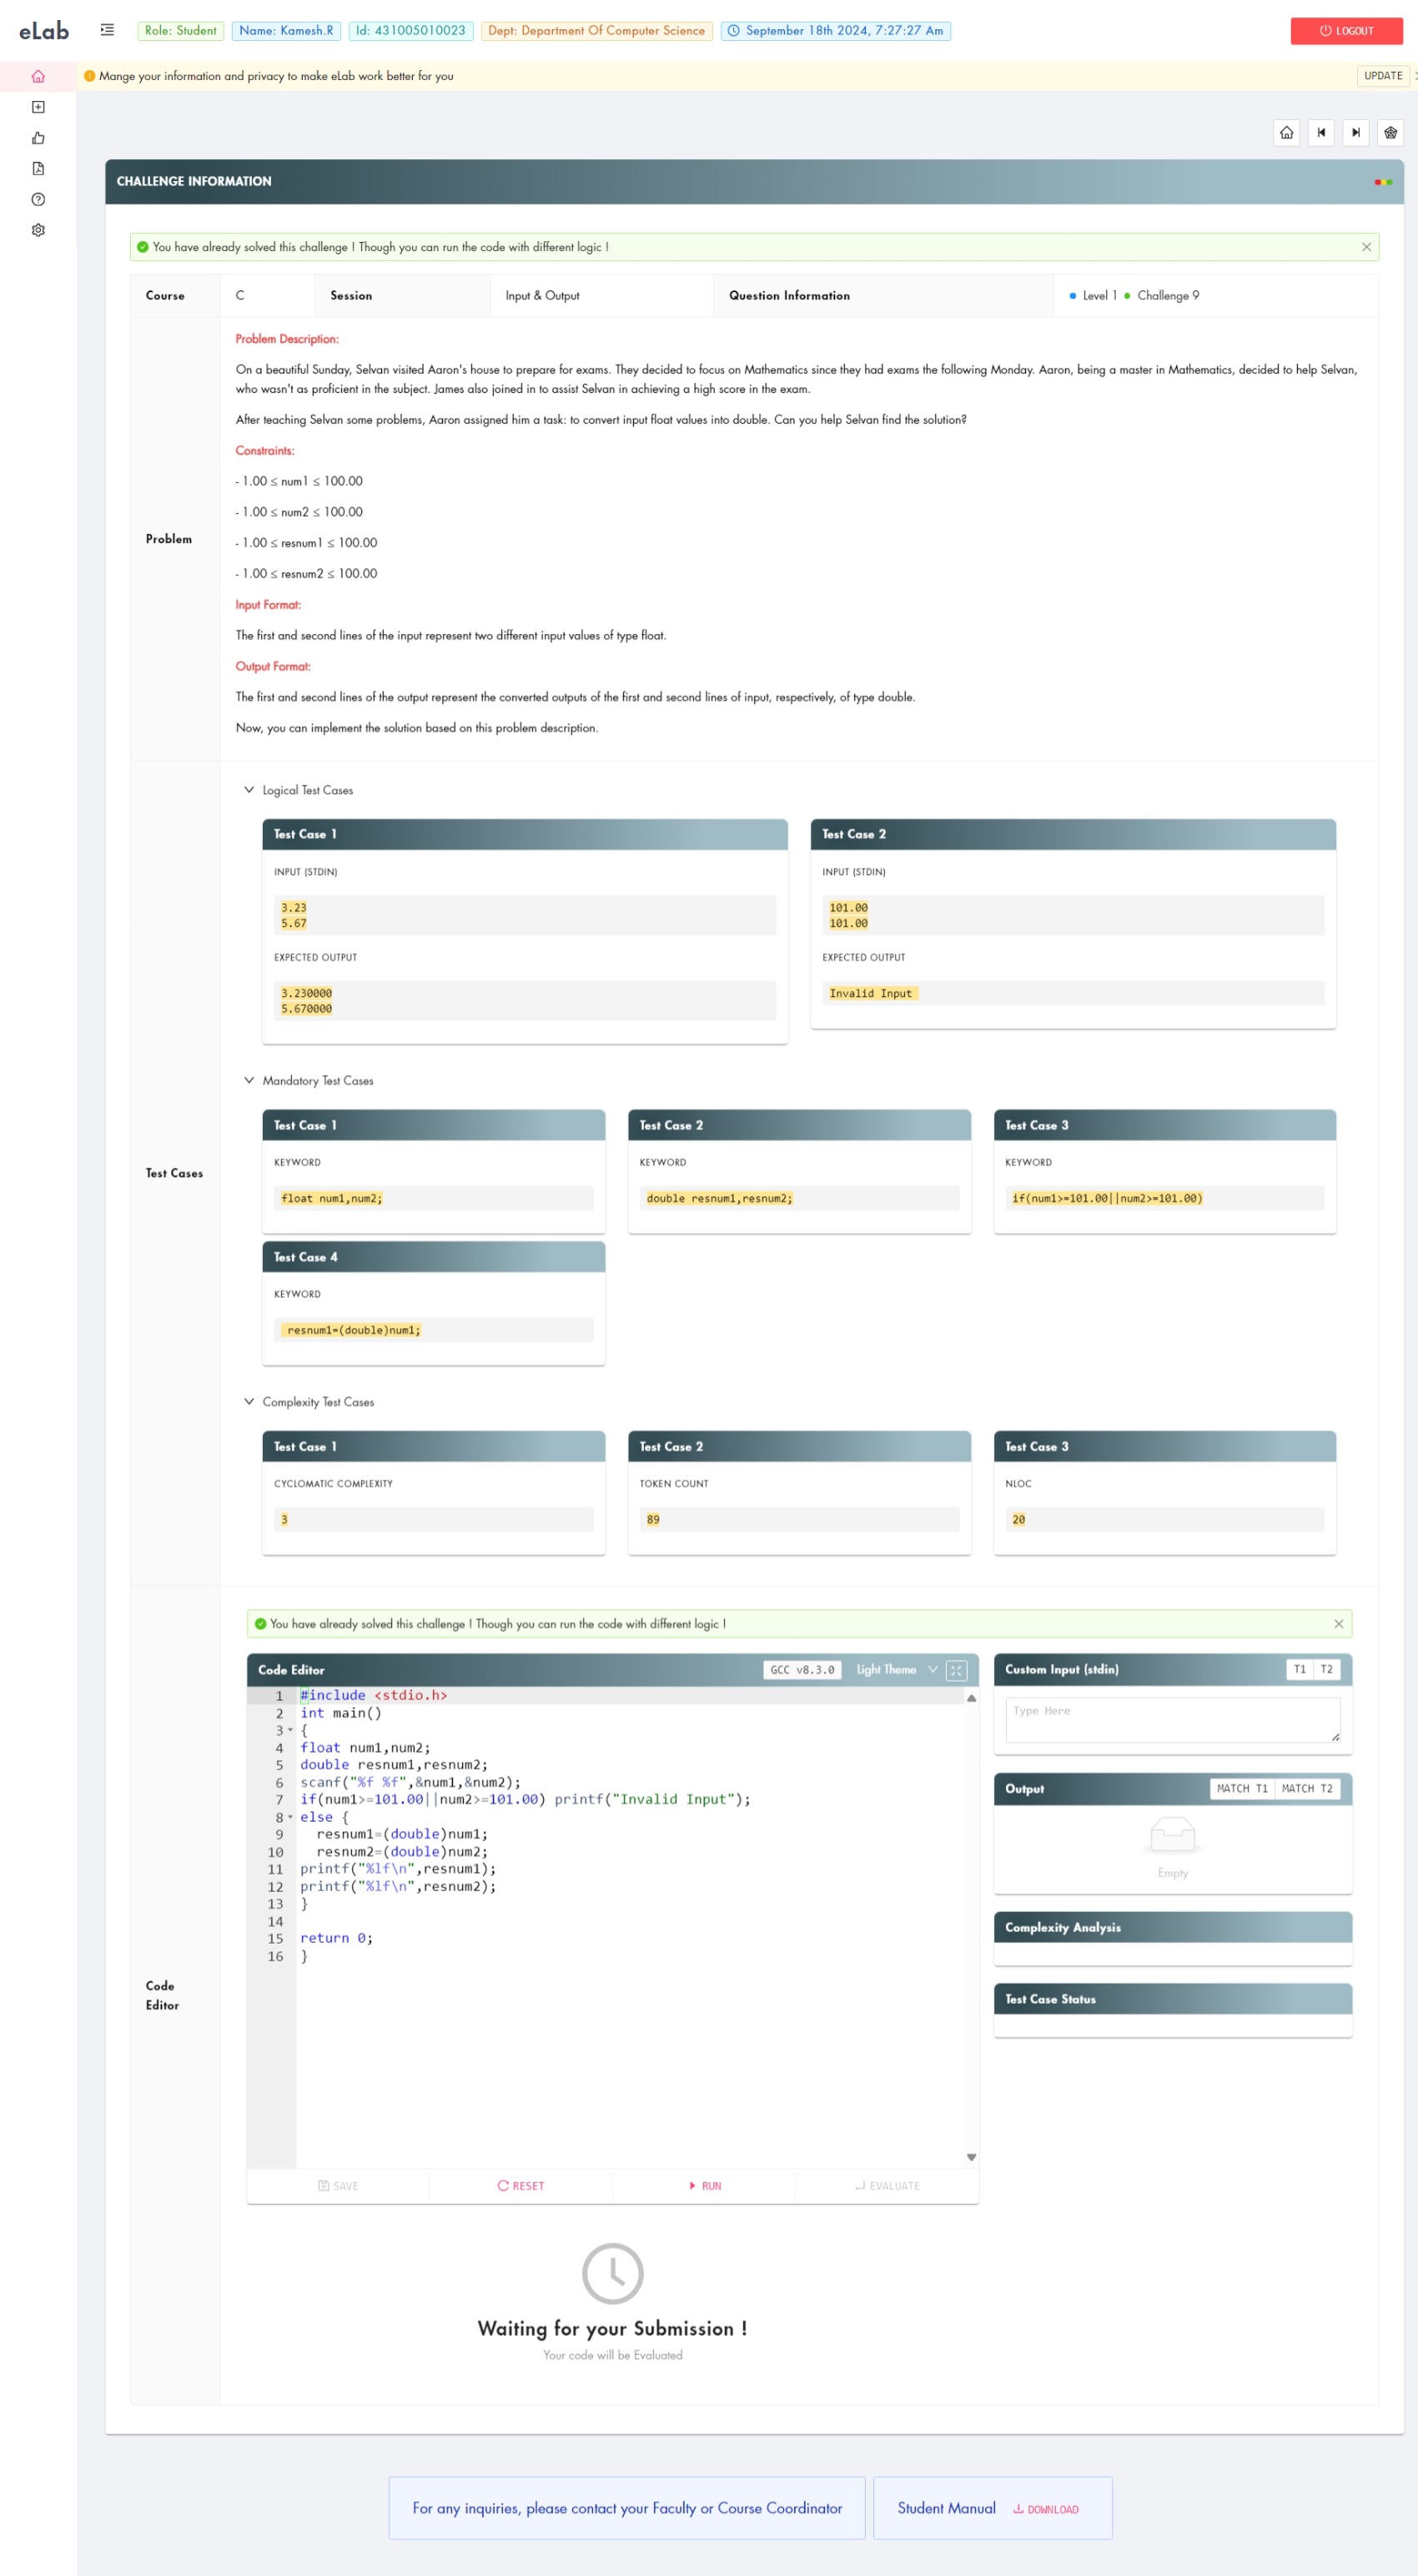 eLab
Role: Student
Name: Kamesh.R
Id: 431005010023
Dept: Department Of Computer Science
September 18th 2024, 7:27:27 Am
LOGOUT
Mange your information and privacy to make eLab work better for you
UPDATE
CHALLENGE INFORMATION
You have already solved this challenge ! Though you can run the code with different logic !
Course
C
Session
Input & Output
Question Information
Level 1
Challenge 9
Problem
Problem Description:
On a beautiful Sunday, Selvan visited Aaron's house to prepare for exams. They decided to focus on Mathematics since they had exams the following Monday. Aaron, being a master in Mathematics, decided to help Selvan,
who wasn't as proficient in the subject. James also joined in to assist Selvan in achieving a high score in the exam.
After teaching Selvan some problems, Aaron assigned him a task: to convert input float values into double. Can you help Selvan find the solution?
Constraints:
- 1.00 ≤ num1 ≤ 100.00
- 1.00 ≤ num2 ≤ 100.00
- 1.00 ≤ resnum1 ≤ 100.00
- 1.00 ≤ resnum2 ≤ 100.00
Input Format:
The first and second lines of the input represent two different input values of type float.
Output Format:
The first and second lines of the output represent the converted outputs of the first and second lines of input, respectively, of type double.
Now, you can implement the solution based on this problem description.
Test Cases
Logical Test Cases
Test Case 1
INPUT (STDIN)
3.23
5.67
EXPECTED OUTPUT
3.230000
5.670000
Test Case 2
INPUT (STDIN)
101.00
101.00
EXPECTED OUTPUT
Invalid Input
Mandatory Test Cases
Test Case 1
KEYWORD
float num1,num2;
Test Case 2
KEYWORD
double resnum1,resnum2;
Test Case 3
KEYWORD
if(num1>=101.00||num2>=101.00)
Test Case 4
KEYWORD
resnum1=(double)num1;
Complexity Test Cases
Test Case 1
CYCLOMATIC COMPLEXITY
3
Test Case 2
TOKEN COUNT
89
Test Case 3
NLOC
20
Code
Editor
You have already solved this challenge ! Though you can run the code with different logic !
Code Editor
GCC v8.3.0
Light Theme
1 #include <stdio.h>
2 int main()
3 {
4 float num1,num2;
5 double resnum1,resnum2;
6 scanf("%f %f",&num1,&num2);
7 if(num1>=101.00||num2>=101.00) printf("Invalid Input");
8 else {
9   resnum1=(double)num1;
10   resnum2=(double)num2;
11 printf("%lf\n",resnum1);
12 printf("%lf\n",resnum2);
13 }
14
15 return 0;
16 }
SAVE
RESET
RUN
EVALUATE
Custom Input (stdin)
T1
T2
Type Here
Output
MATCH T1
MATCH T2
Empty
Complexity Analysis
Test Case Status
Waiting for your Submission !
Your code will be Evaluated
For any inquiries, please contact your Faculty or Course Coordinator
Student Manual
DOWNLOAD